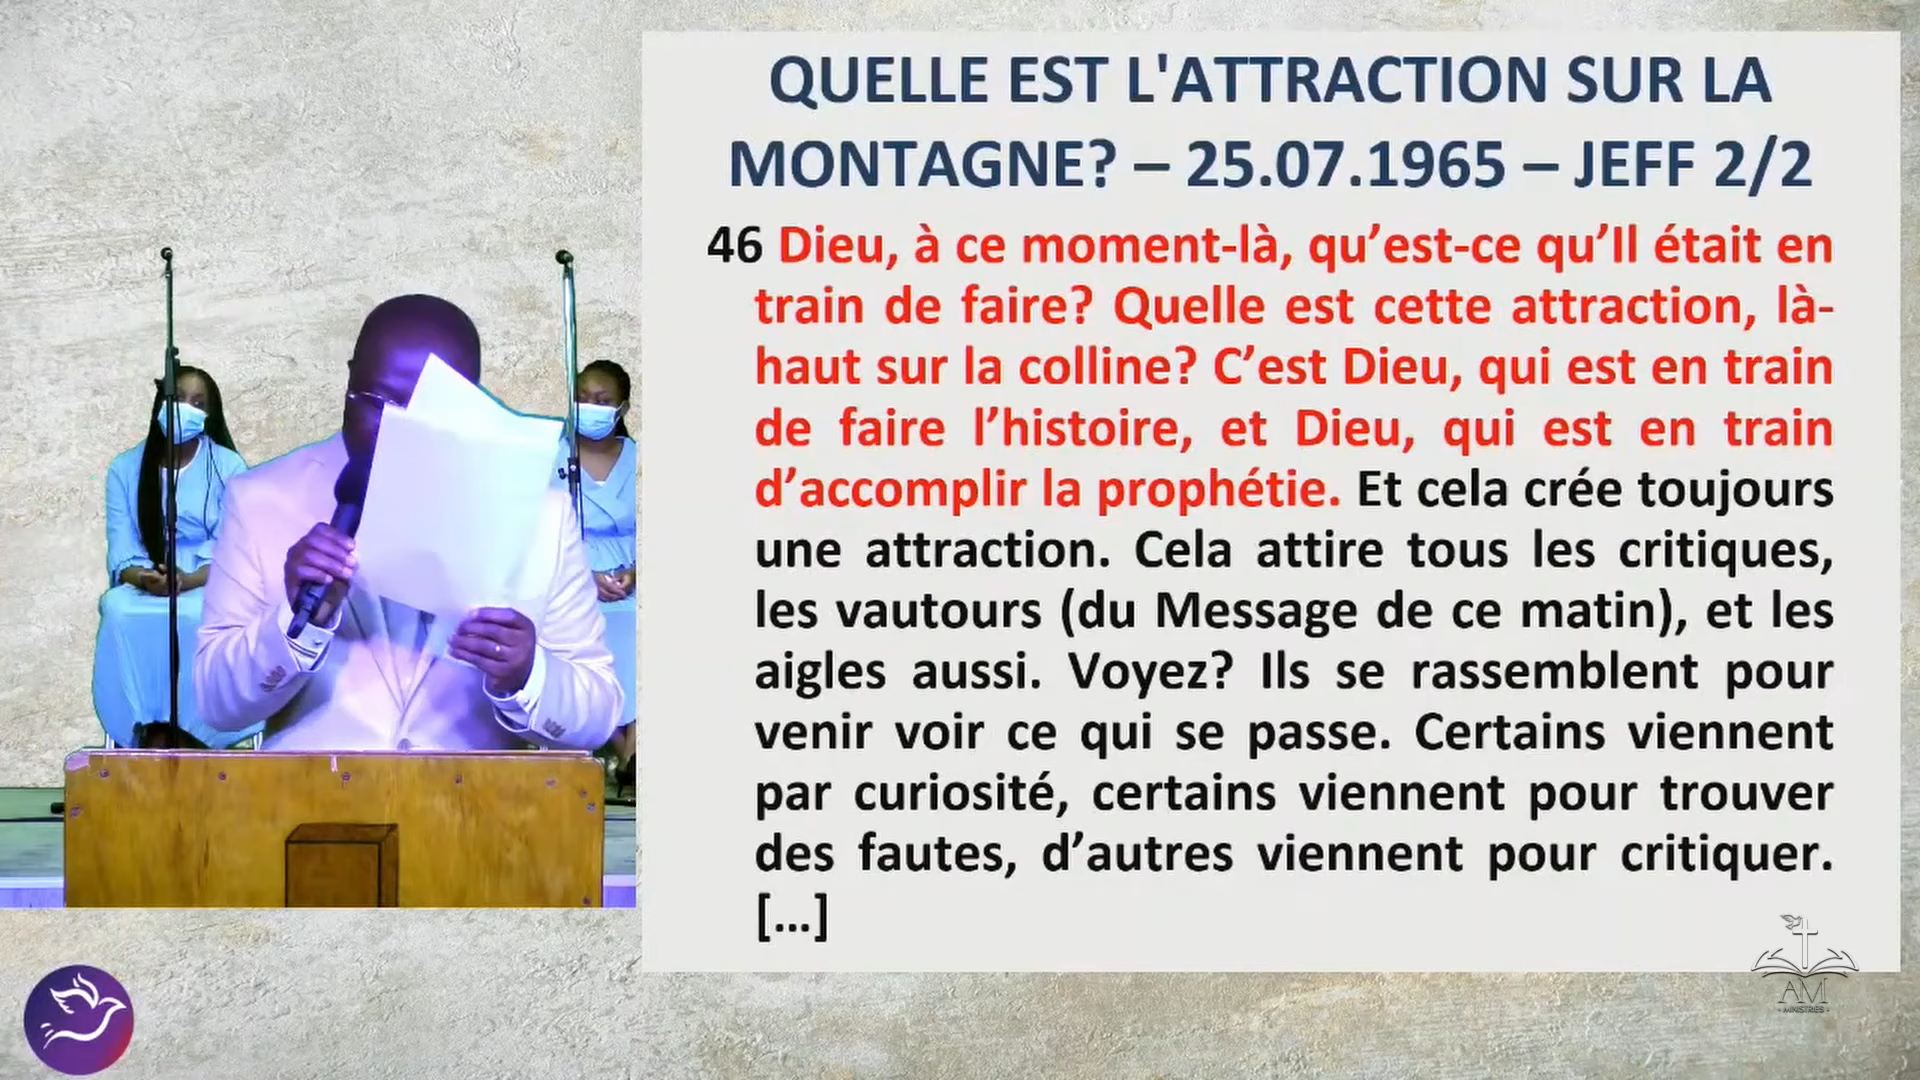 QUELLE EST L'ATTRACTION SUR LA
MONTAGNE? – 25.07.1965 – JEFF 2/2
46 Dieu, à ce moment-là, qu’est-ce qu’Il était en
train de faire? Quelle est cette attraction, là-
haut sur la colline? C’est Dieu, qui est en train
de faire l’histoire, et Dieu, qui est en train
d’accomplir la prophétie. Et cela crée toujours
une attraction. Cela attire tous les critiques,
les vautours (du Message de ce matin), et les
aigles aussi. Voyez? Ils se rassemblent pour
venir voir ce qui se passe. Certains viennent
par curiosité, certains viennent pour trouver
des fautes, d’autres viennent pour critiquer.
[...]
AM
- MINISTRIES -